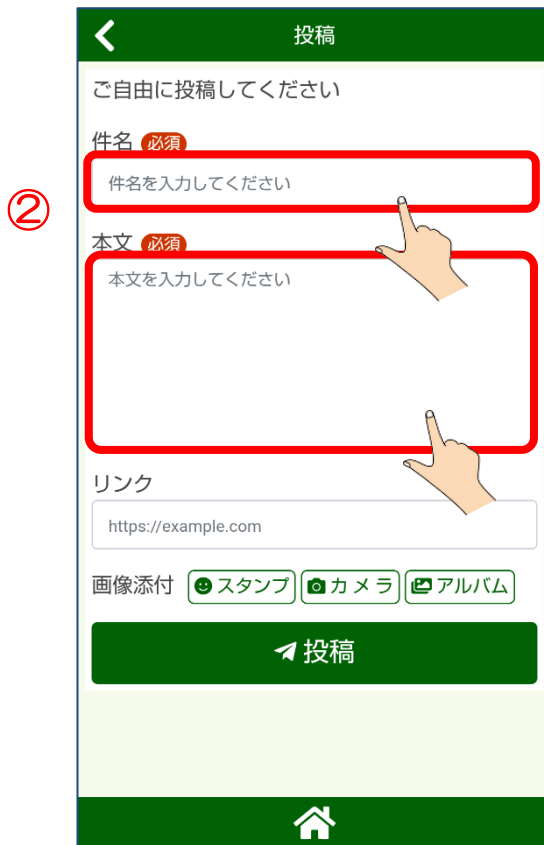 投稿
ご自由に投稿してください
件名 必須
件名を入力してください
②
本文 必須
本文を入力してください
リンク
https://example.com
画像添付 スタンプ カメラ アルバム
投稿